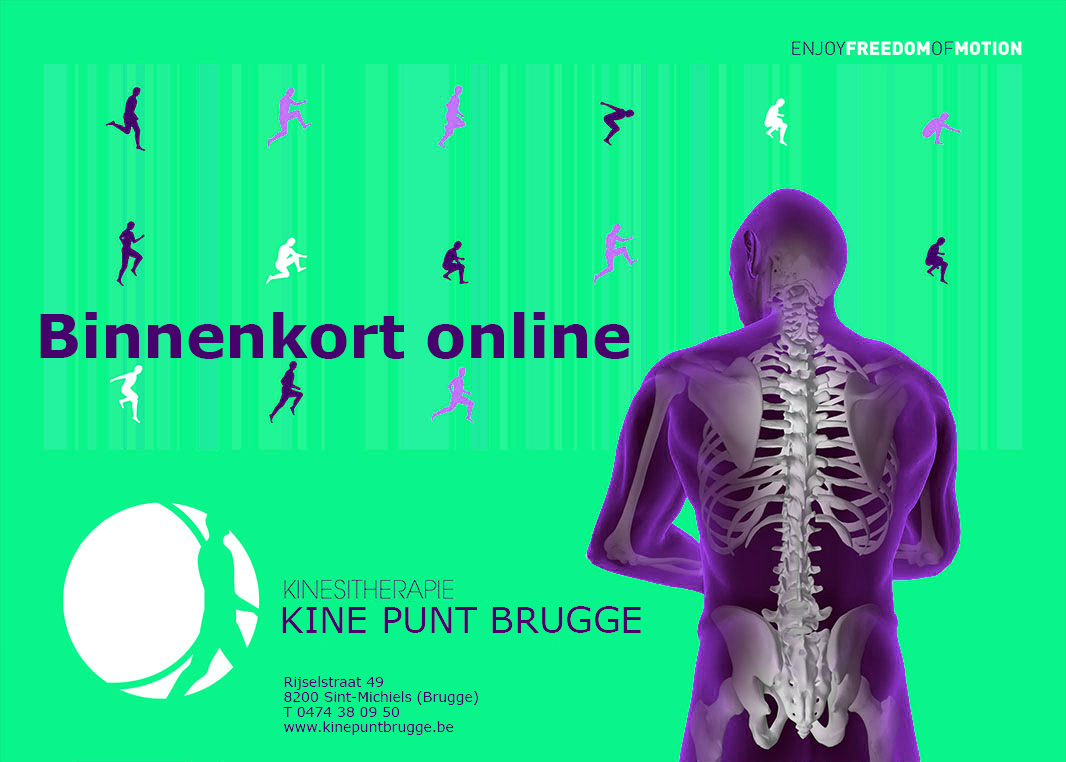 ENJOYFREEDOMOFMOTION
Binnenkort online
KINESITHERAPIE
KINE PUNT BRUGGE
Rijselstraat 49
8200 Sint-Michiels (Brugge)
T 0474 38 09 50
www.kinepuntbrugge.be